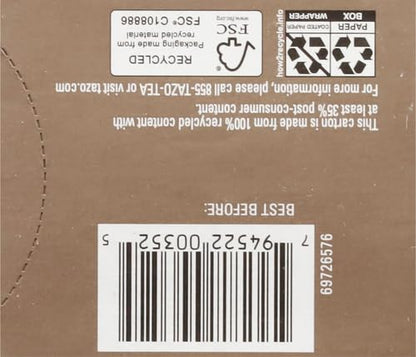 69726576
7 94522 00352 5
BEST BEFORE:
This carton is made from 100% recycled content with
at least 35% post-consumer content.
For more information, please call 855-TAZO-TEA or visit tazo.com
how2recycle.info
PAPER
BOX
COATED PAPER
WRAPPER
FSC
www.fsc.org
RECYCLED
Packaging made from
recycled material
FSC® C108886